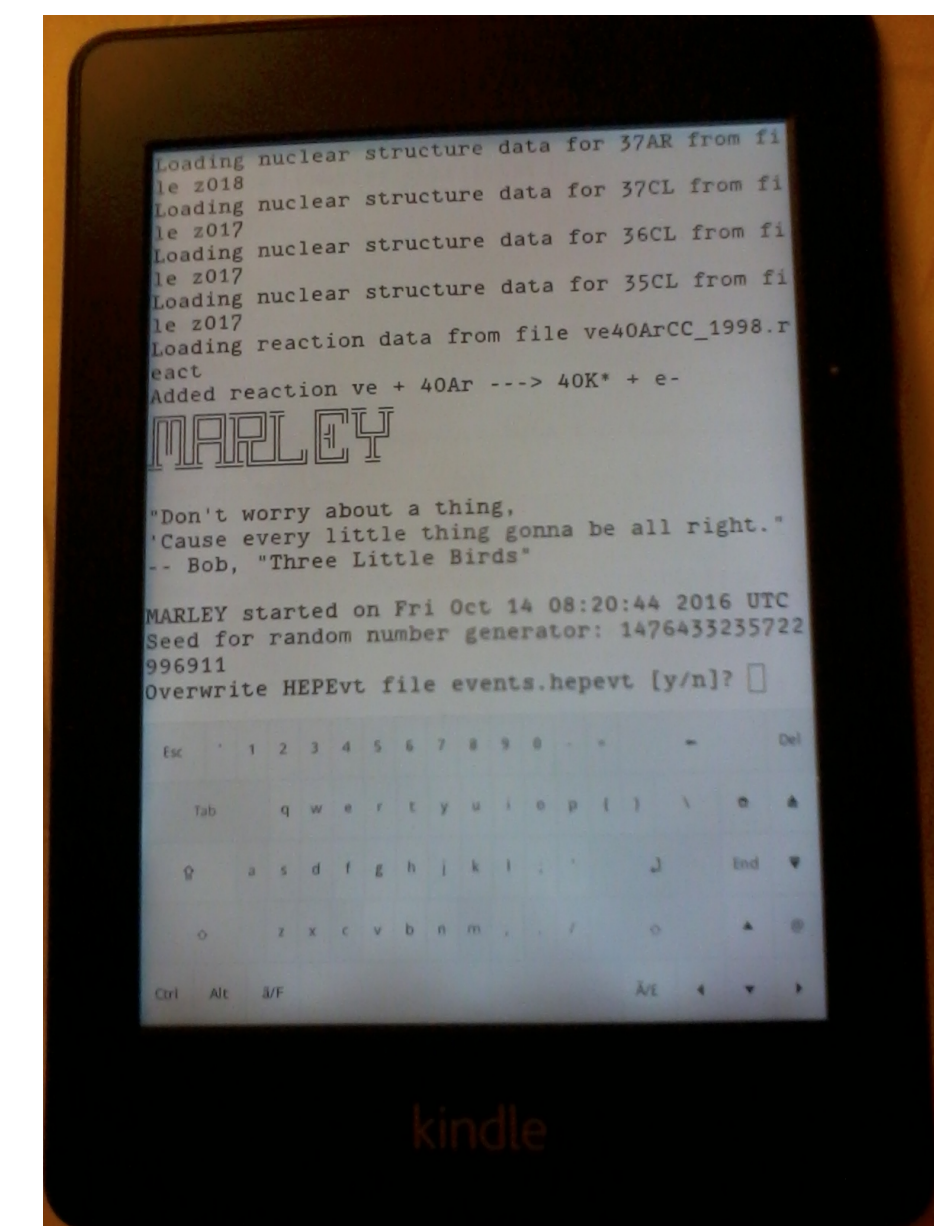 Loading nuclear structure data for 37AR from fi
le z018
Loading nuclear structure data for 37CL from fi
le z017
Loading nuclear structure data for 36CL from fi
le z017
Loading nuclear structure data for 35CL from fi
le z017
Loading reaction data from file ve40ArCC_1998.r
eact
Added reaction ve + 40Ar ---> 40K* + e-
MARLEY
"Don't worry about a thing,
'Cause every little thing gonna be all right."
-- Bob, "Three Little Birds"
MARLEY started on Fri Oct 14 08:20:44 2016 UTC
Seed for random number generator: 1476433235722
996911
Overwrite HEPEvt file events.hepevt [y/n]?
Esc 1 2 3 4 5 6 7 8 9 0 - = Del
Tab q w e r t y u i o p [ ] \
a s d f g h j k l ; ' End
z x c v b n m , . / @
Ctrl Alt ä/F Ä/E
kindle